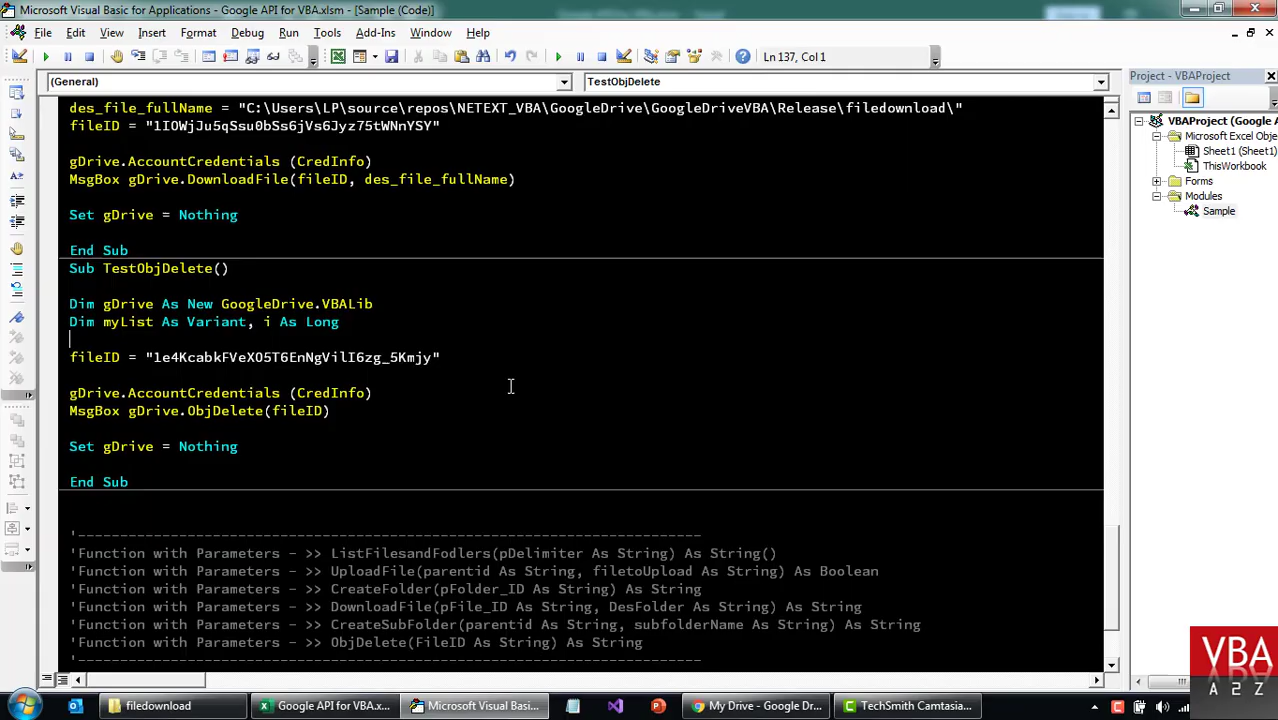 Microsoft Visual Basic for Applications - Google API for VBA.xlsm - [Sample (Code)]
File Edit View Insert Format Debug Run Tools Add-Ins Window Help
Ln 137, Col 1
(General) TestObjDelete
Project - VBAProject
des_file_fullName = "C:\Users\LP\source\repos\NETEXT_VBA\GoogleDrive\GoogleDriveVBA\Release\filedownload\"
fileID = "1IOWjJu5qSsu0bSs6jVs6Jyz75tWNnYSY"
gDrive.AccountCredentials (CredInfo)
MsgBox gDrive.DownloadFile(fileID, des_file_fullName)
Set gDrive = Nothing
End Sub
Sub TestObjDelete()
Dim gDrive As New GoogleDrive.VBALib
Dim myList As Variant, i As Long
fileID = "1e4KcabkFVeXO5T6EnNgVilI6zg_5Kmjy"
gDrive.AccountCredentials (CredInfo)
MsgBox gDrive.ObjDelete(fileID)
Set gDrive = Nothing
End Sub
'--------------------------------------------------------------------------
'Function with Parameters - >> ListFilesandFodlers(pDelimiter As String) As String()
'Function with Parameters - >> UploadFile(parentid As String, filetoUpload As String) As Boolean
'Function with Parameters - >> CreateFolder(pFolder_ID As String) As String
'Function with Parameters - >> DownloadFile(pFile_ID As String, DesFolder As String) As String
'Function with Parameters - >> CreateSubFolder(parentid As String, subfolderName As String) As String
'Function with Parameters - >> ObjDelete(FileID As String) As String
'--------------------------------------------------------------------------
VBAProject (Google A
Microsoft Excel Obje
Sheet1 (Sheet1)
ThisWorkbook
Forms
Modules
Sample
VBA
A 2 Z
filedownload
Google API for VBA.x...
Microsoft Visual Basi...
My Drive - Google Dr...
TechSmith Camtasia...